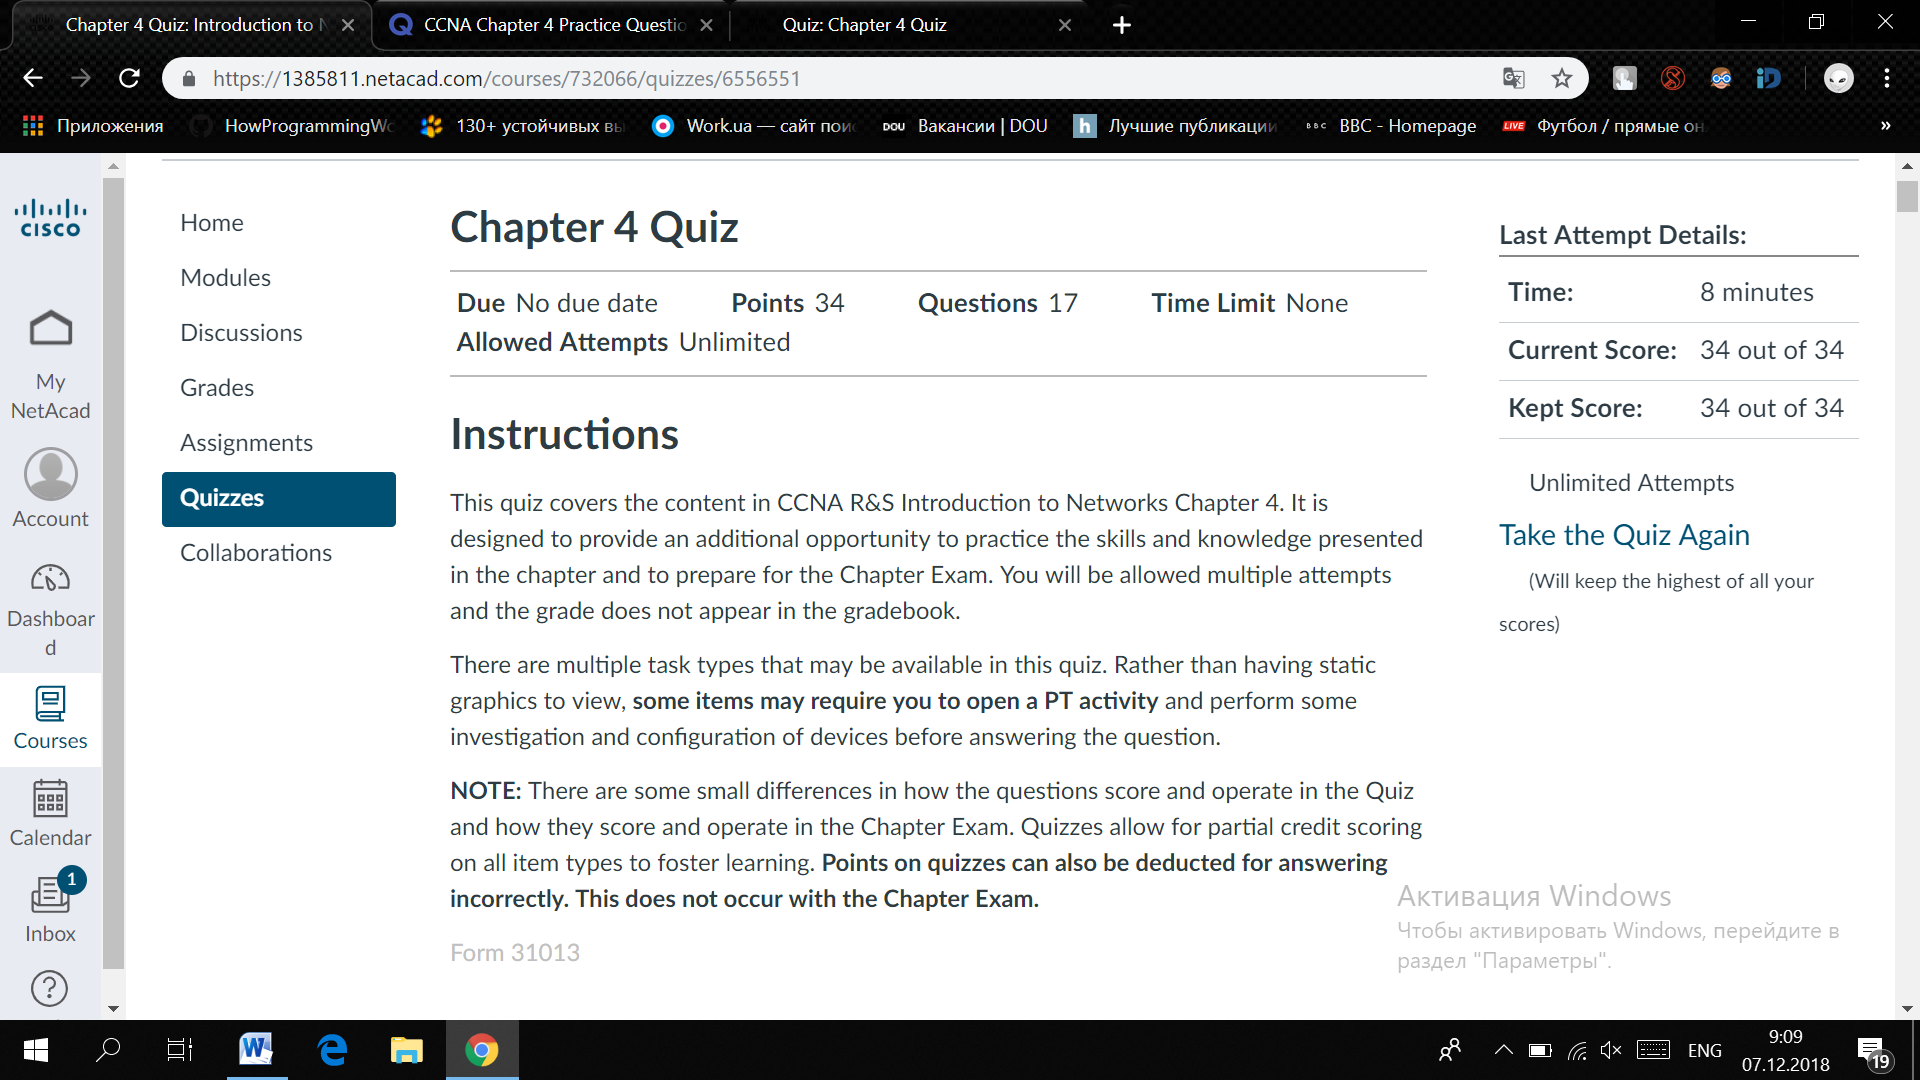 Chapter 4 Quiz: Introduction to N
CCNA Chapter 4 Practice Questio
Quiz: Chapter 4 Quiz
https://1385811.netacad.com/courses/732066/quizzes/6556551
Приложения
HowProgrammingWo
130+ устойчивых вы
Work.ua — сайт пои
DOU Вакансии | DOU
h Лучшие публикации
BBC BBC - Homepage
LIVE Футбол / прямые он
»
CISCO
My
NetAcad
Account
Dashboar
d
Courses
Calendar
1
Inbox
Home
Modules
Discussions
Grades
Assignments
Quizzes
Collaborations
Chapter 4 Quiz
Due No due date Points 34 Questions 17 Time Limit None
Allowed Attempts Unlimited
Instructions
This quiz covers the content in CCNA R&S Introduction to Networks Chapter 4. It is
designed to provide an additional opportunity to practice the skills and knowledge presented
in the chapter and to prepare for the Chapter Exam. You will be allowed multiple attempts
and the grade does not appear in the gradebook.
There are multiple task types that may be available in this quiz. Rather than having static
graphics to view, some items may require you to open a PT activity and perform some
investigation and configuration of devices before answering the question.
NOTE: There are some small differences in how the questions score and operate in the Quiz
and how they score and operate in the Chapter Exam. Quizzes allow for partial credit scoring
on all item types to foster learning. Points on quizzes can also be deducted for answering
incorrectly. This does not occur with the Chapter Exam.
Form 31013
Last Attempt Details:
Time: 8 minutes
Current Score: 34 out of 34
Kept Score: 34 out of 34
Unlimited Attempts
Take the Quiz Again
(Will keep the highest of all your
scores)
Активация Windows
Чтобы активировать Windows, перейдите в
раздел "Параметры".
ENG
9:09
07.12.2018
19